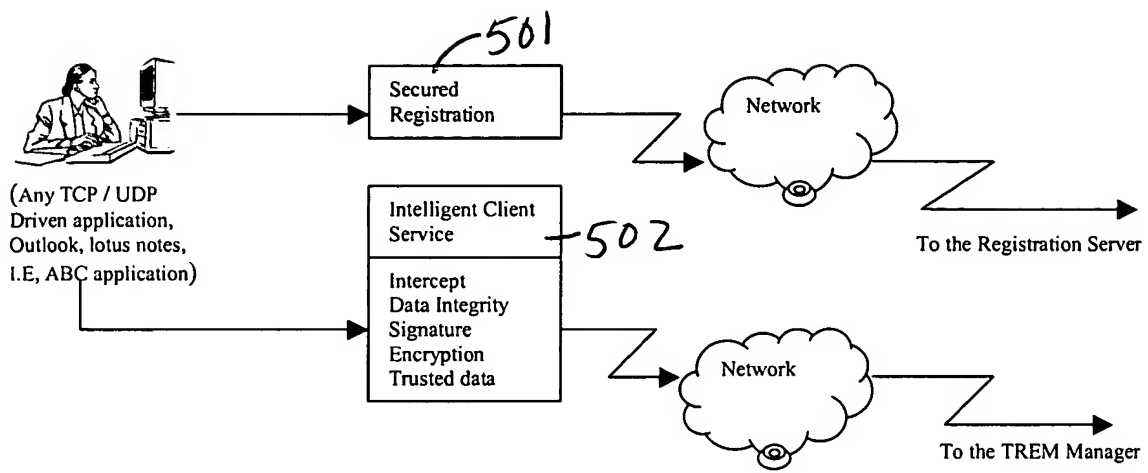 501
Secured
Registration
Network
(Any TCP / UDP
Driven application,
Outlook, lotus notes,
I.E, ABC application)
To the Registration Server
Intelligent Client
Service
502
Intercept
Data Integrity
Signature
Encryption
Trusted data
Network
To the TREM Manager